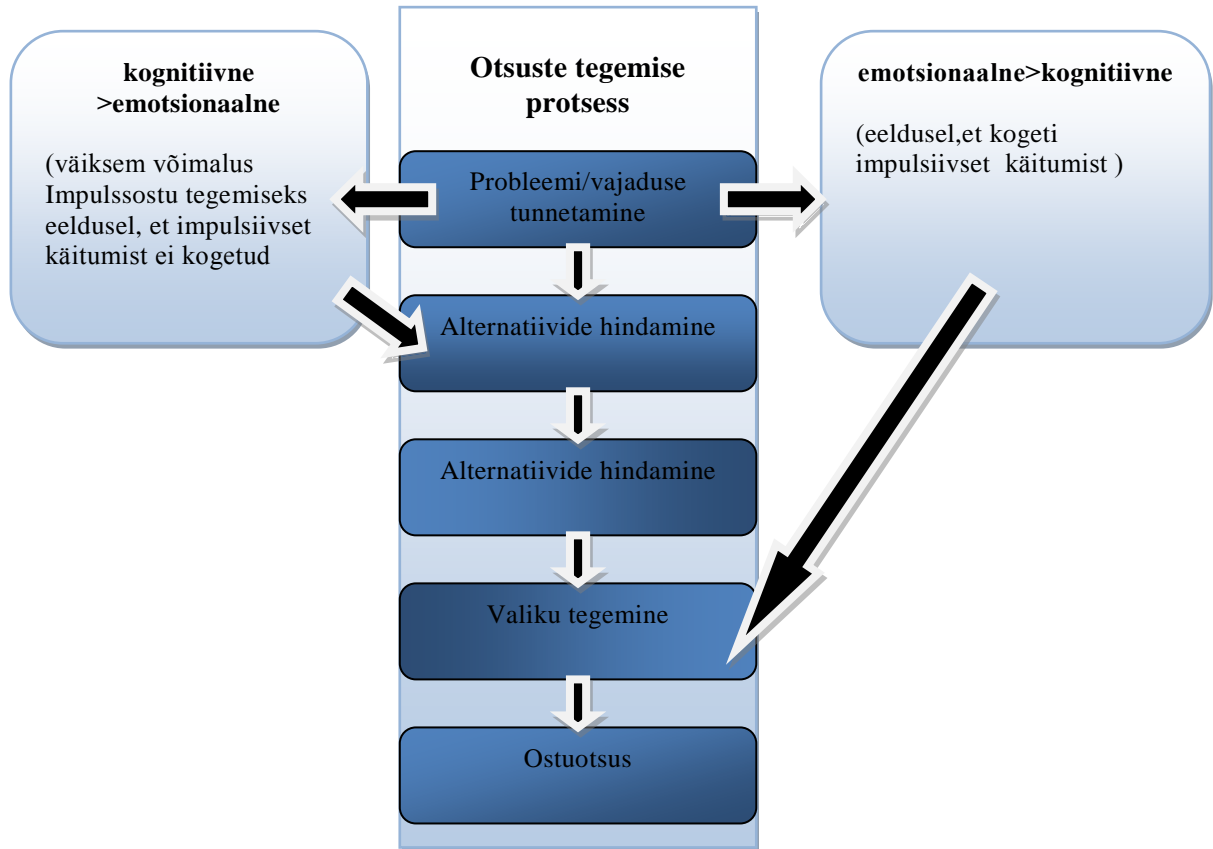 kognitiivne
>emotsionaalne
(väiksem võimalus
Impulssostu tegemiseks
eeldusel, et impulsiivset
käitumist ei kogetud
Otsuste tegemise
protsess
Probleemi/vajaduse
tunnetamine
Alternatiivide hindamine
Alternatiivide hindamine
Valiku tegemine
Ostuotsus
emotsionaalne>kognitiivne
(eeldusel,et kogeti
impulsiivset käitumist )